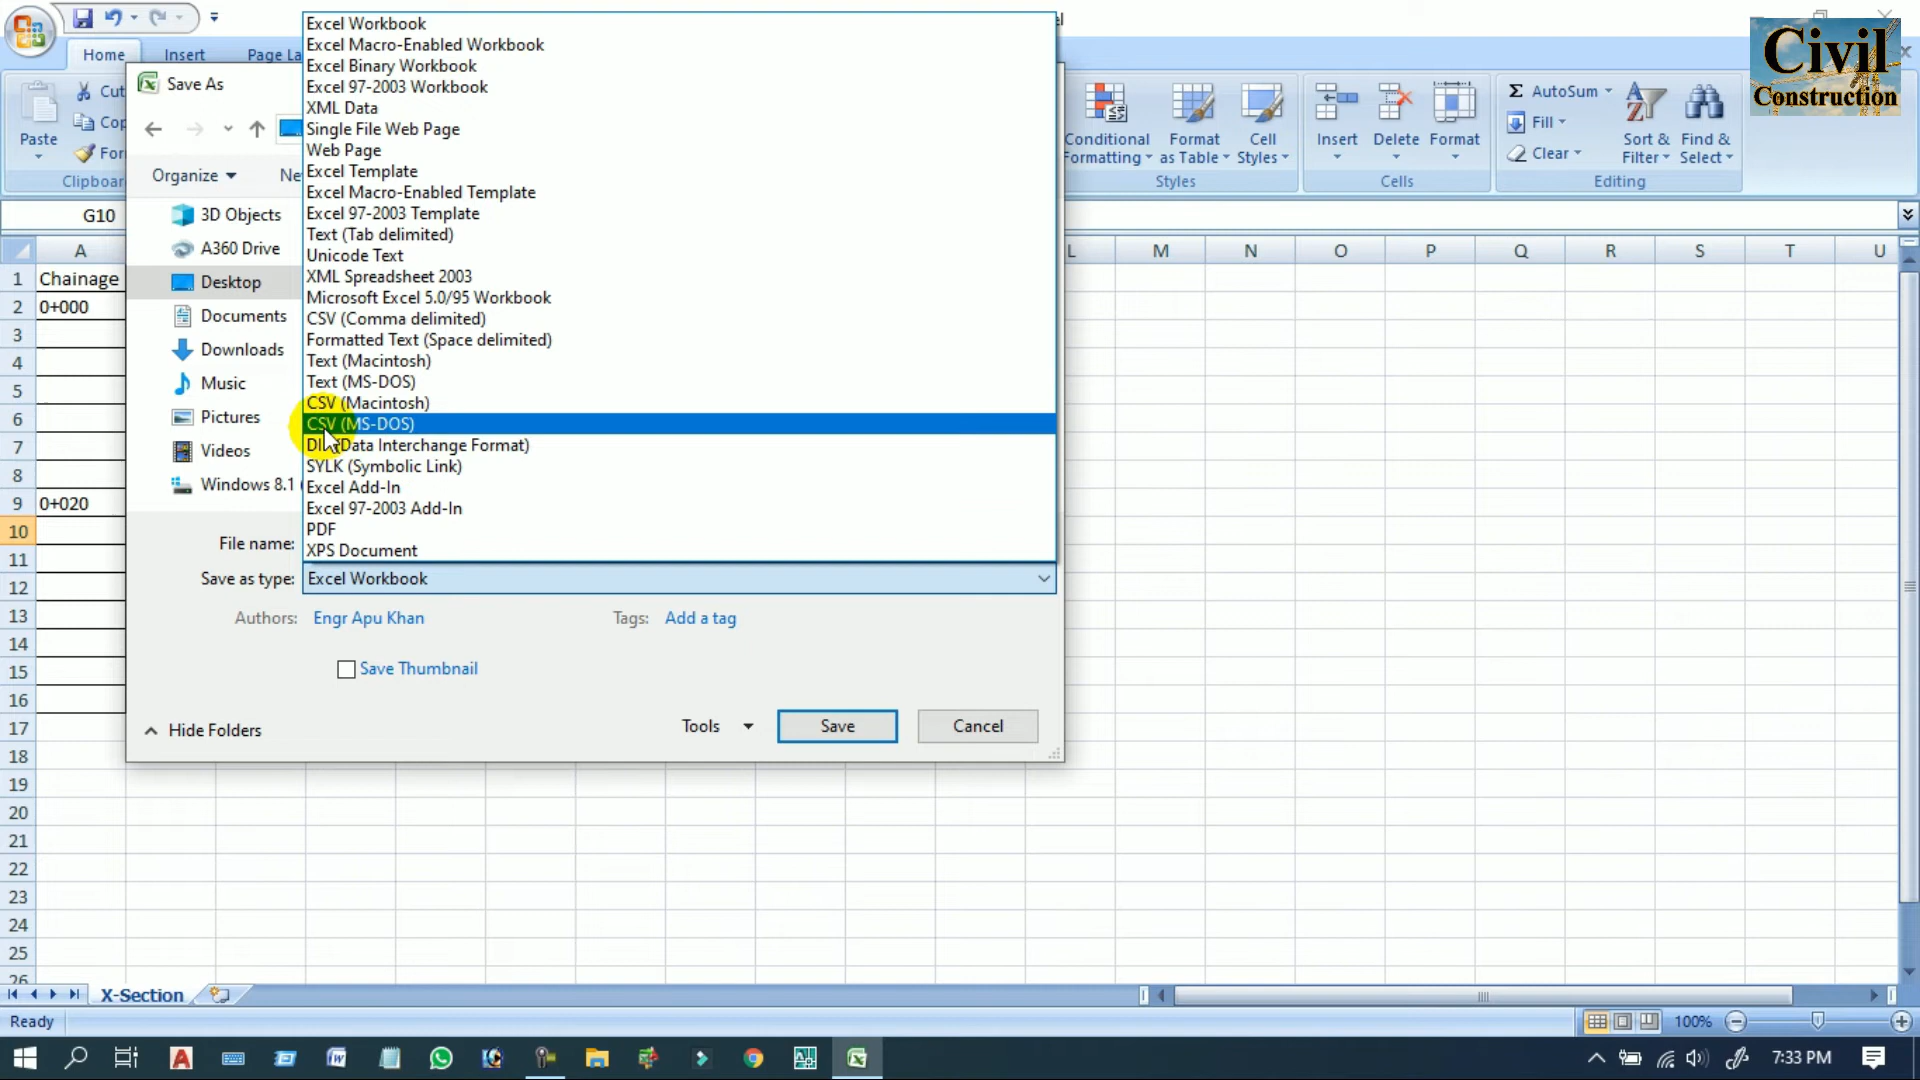 Home Insert Page La
Civil
Construction
Paste
Cut
Cop
For
Clipboar
Save As
Organize
Ne
Excel Workbook
Excel Macro-Enabled Workbook
Excel Binary Workbook
Excel 97-2003 Workbook
XML Data
Single File Web Page
Web Page
Excel Template
Excel Macro-Enabled Template
Excel 97-2003 Template
Text (Tab delimited)
Unicode Text
XML Spreadsheet 2003
Microsoft Excel 5.0/95 Workbook
CSV (Comma delimited)
Formatted Text (Space delimited)
Text (Macintosh)
Text (MS-DOS)
CSV (Macintosh)
CSV (MS-DOS)
(Data Interchange Format)
SYLK (Symbolic Link)
Excel Add-In
Excel 97-2003 Add-In
PDF
XPS Document
3D Objects
A360 Drive
Desktop
Documents
Downloads
Music
Pictures
Videos
Windows 8.1 (
File name:
Save as type: Excel Workbook
Authors: Engr Apu Khan Tags: Add a tag
Save Thumbnail
Hide Folders Tools Save Cancel
Conditional Formatting
Format as Table
Cell Styles
Styles
Insert Delete Format
Cells
Σ AutoSum
Fill
Clear
Sort & Filter
Find & Select
Editing
G10
A L M N O P Q R S T U
1 Chainage
2 0+000
3
4
5
6
7
8
9 0+020
10
11
12
13
14
15
16
17
18
19
20
21
22
23
24
25
26
X-Section
Ready 100%
7:33 PM